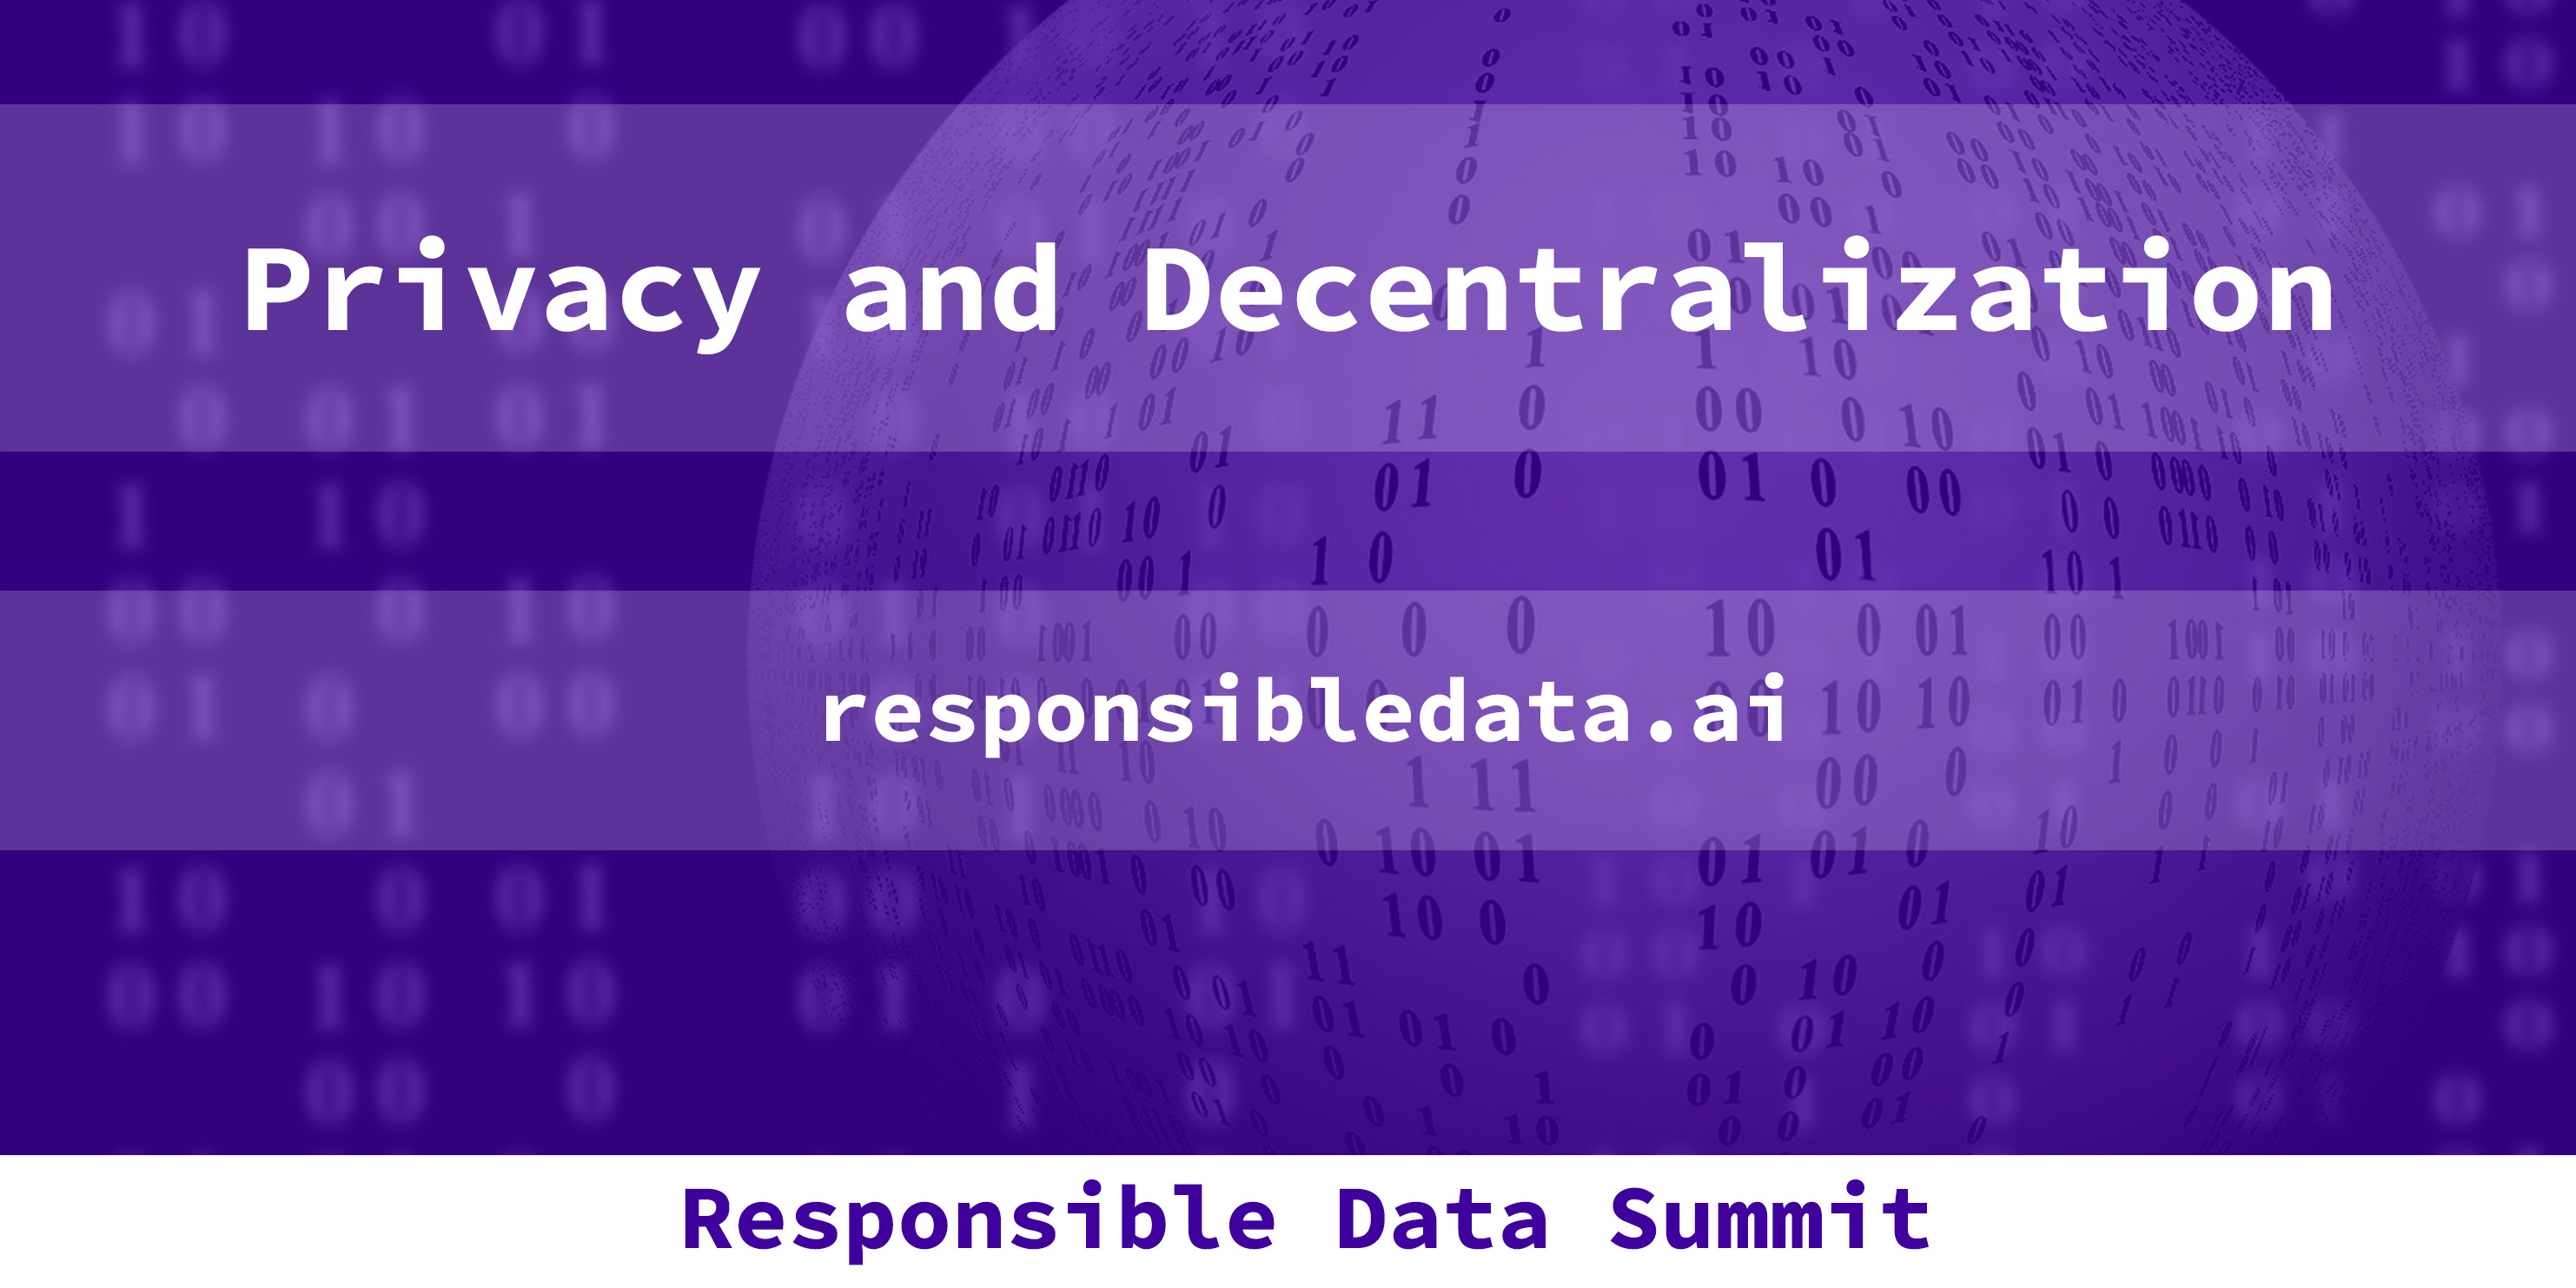 Privacy and Decentralization
responsibledata.ai
Responsible Data Summit